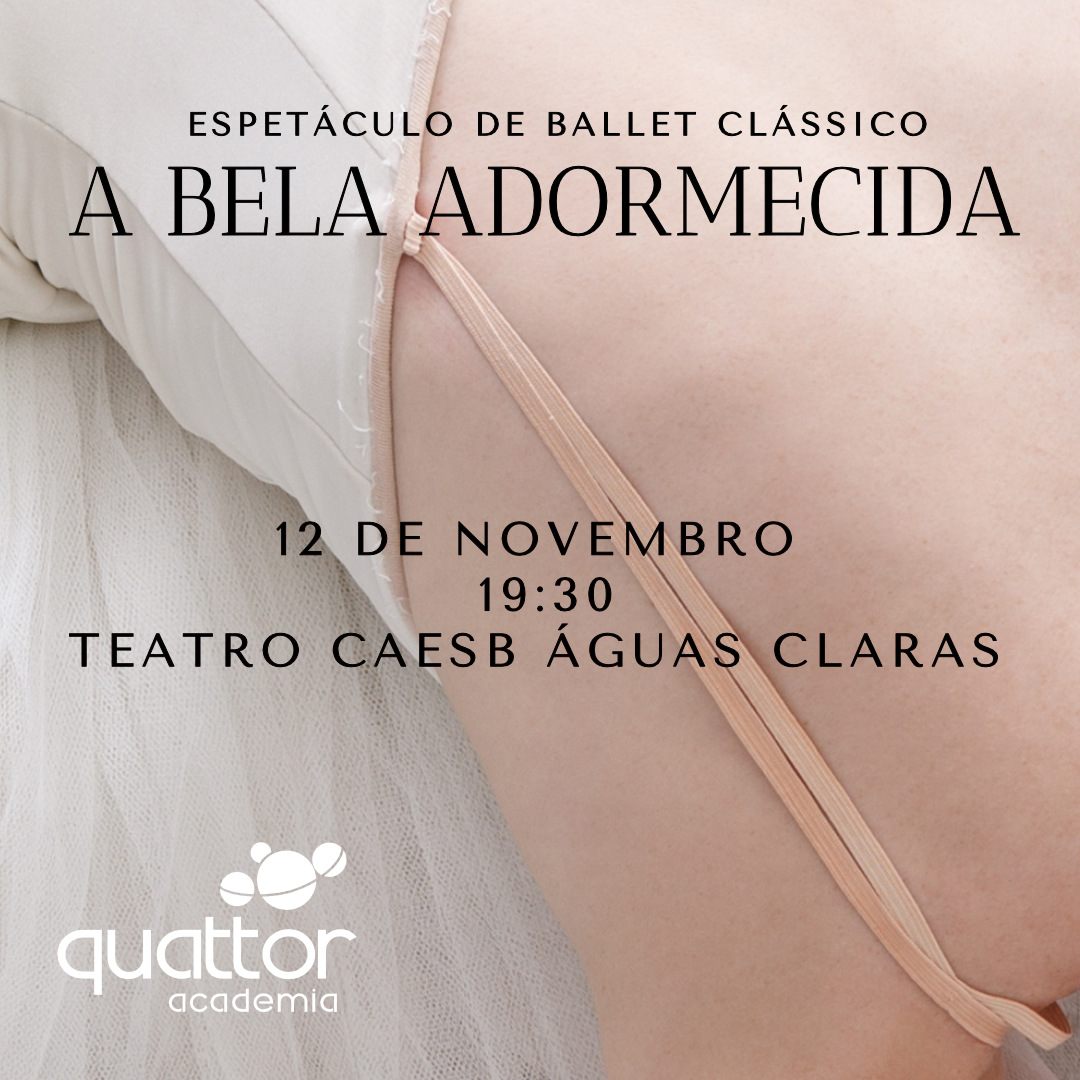 ESPETÁCULO DE BALLET CLÁSSICO
A BELA ADORMECIDA
12 DE NOVEMBRO
19:30
TEATRO CAESB ÁGUAS CLARAS
quattor
academia